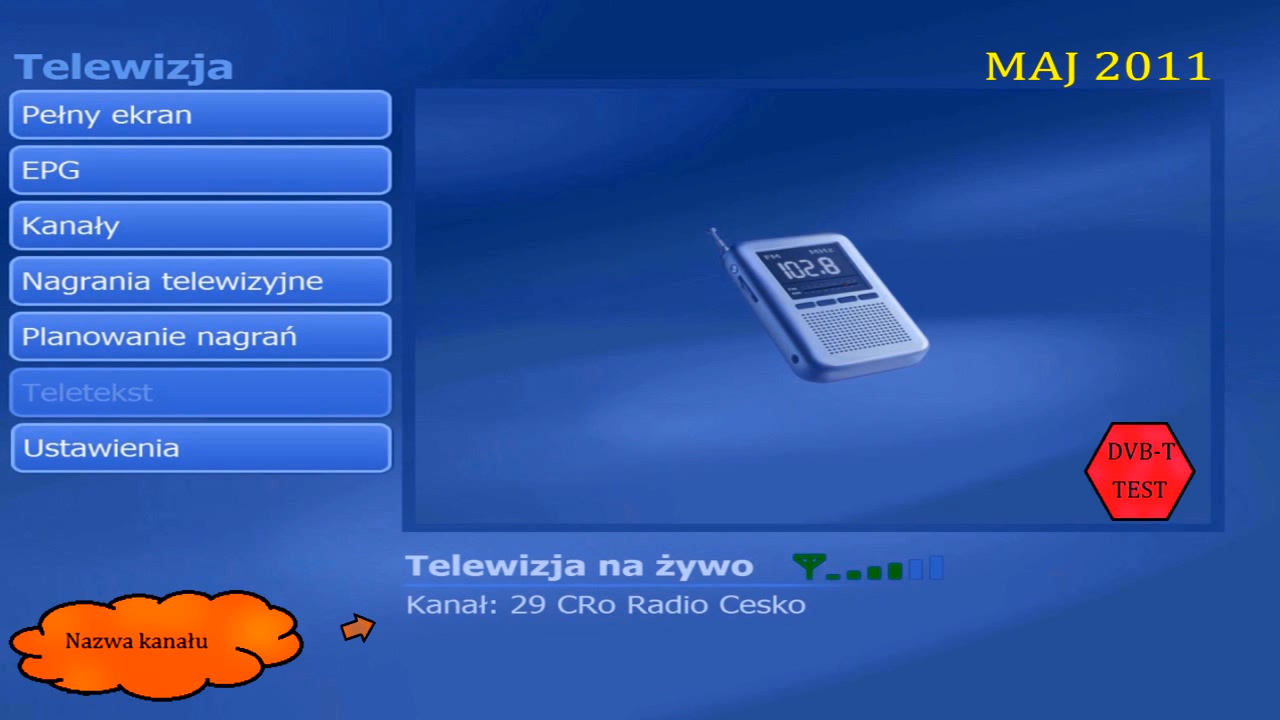 Telewizja
MAJ 2011
Pełny ekran
EPG
Kanały
Nagrania telewizyjne
Planowanie nagrań
Teletekst
Ustawienia
FM MHz
102.8
DVB-T
TEST
Telewizja na żywo
Kanał: 29 CRo Radio Cesko
Nazwa kanału